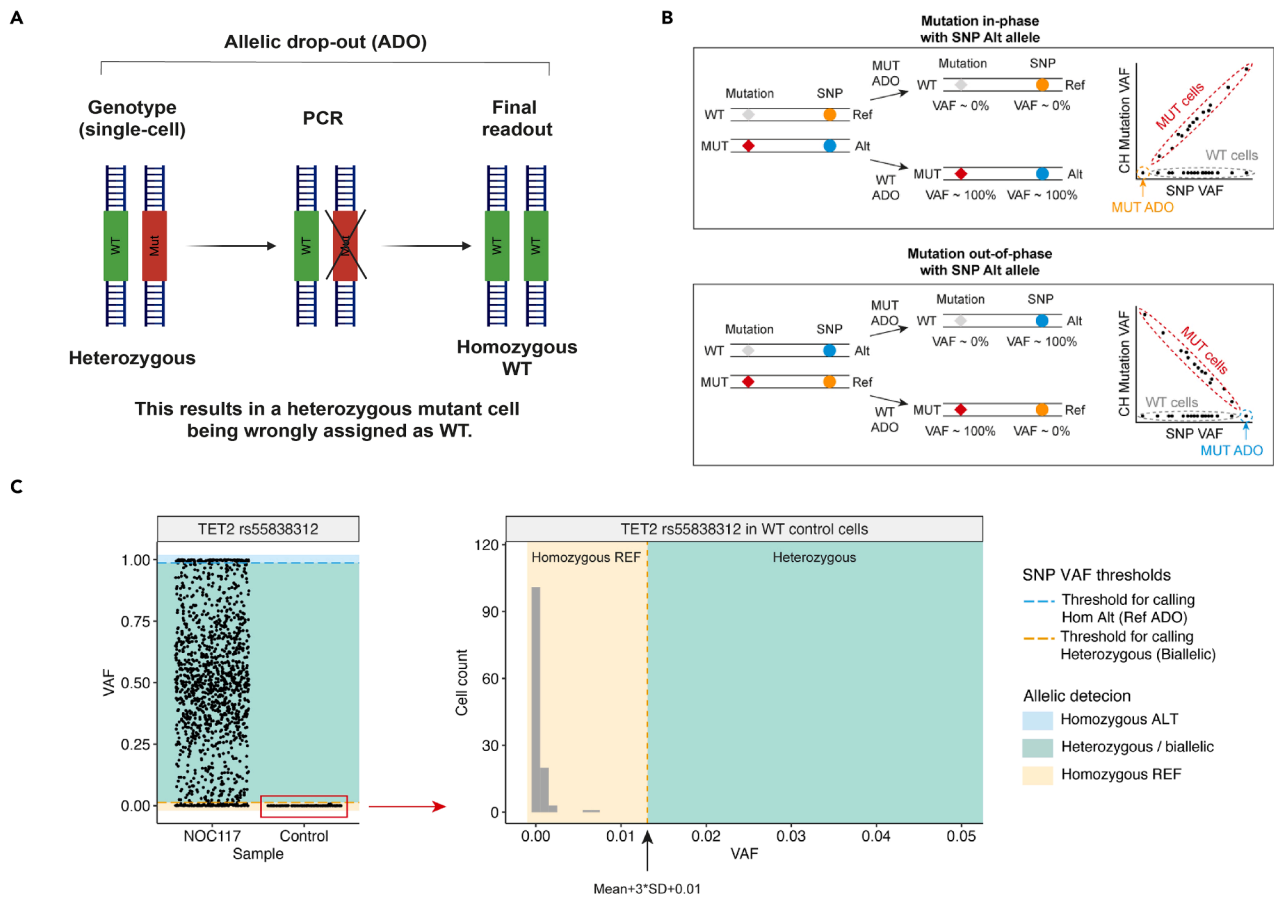 A
Allelic drop-out (ADO)
Genotype
(single-cell)
PCR
Final
readout
WT
Mut
WT
Mut
WT
WT
Heterozygous
Homozygous
WT
This results in a heterozygous mutant cell
being wrongly assigned as WT.
B
Mutation in-phase
with SNP Alt allele
Mutation
SNP
WT
Ref
MUT
Alt
MUT
ADO
WT
ADO
Mutation
SNP
WT
Ref
VAF ~ 0%
VAF ~ 0%
MUT
Alt
VAF ~ 100%
VAF ~ 100%
CH Mutation VAF
MUT cells
WT cells
SNP VAF
MUT ADO
Mutation out-of-phase
with SNP Alt allele
Mutation
SNP
WT
Alt
MUT
Ref
MUT
ADO
WT
ADO
Mutation
SNP
WT
Alt
VAF ~ 0%
VAF ~ 100%
MUT
Ref
VAF ~ 100%
VAF ~ 0%
CH Mutation VAF
MUT cells
WT cells
SNP VAF
MUT ADO
C
TET2 rs55838312
VAF
1.00
0.75
0.50
0.25
0.00
NOC117
Control
Sample
TET2 rs55838312 in WT control cells
Homozygous REF
Heterozygous
Cell count
120
90
60
30
0
0.00
0.01
0.02
0.03
0.04
0.05
VAF
Mean+3*SD+0.01
SNP VAF thresholds
Threshold for calling
Hom Alt (Ref ADO)
Threshold for calling
Heterozygous (Biallelic)
Allelic detecion
Homozygous ALT
Heterozygous / biallelic
Homozygous REF